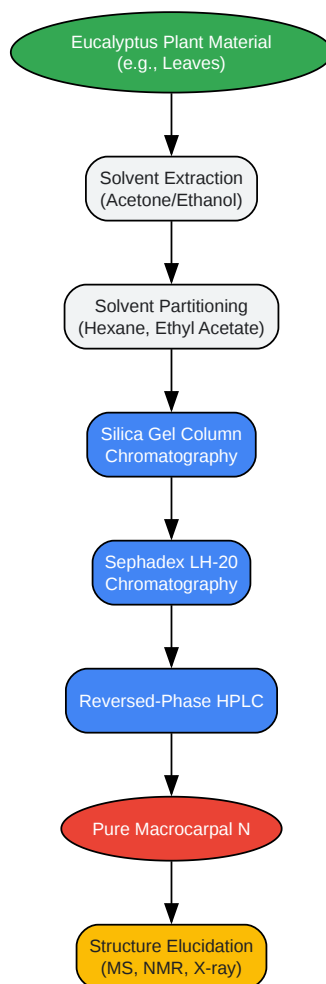 Eucalyptus Plant Material
(e.g., Leaves)
Solvent Extraction
(Acetone/Ethanol)
Solvent Partitioning
(Hexane, Ethyl Acetate)
Silica Gel Column
Chromatography
Sephadex LH-20
Chromatography
Reversed-Phase HPLC
Pure Macrocarpal N
Structure Elucidation
(MS, NMR, X-ray)